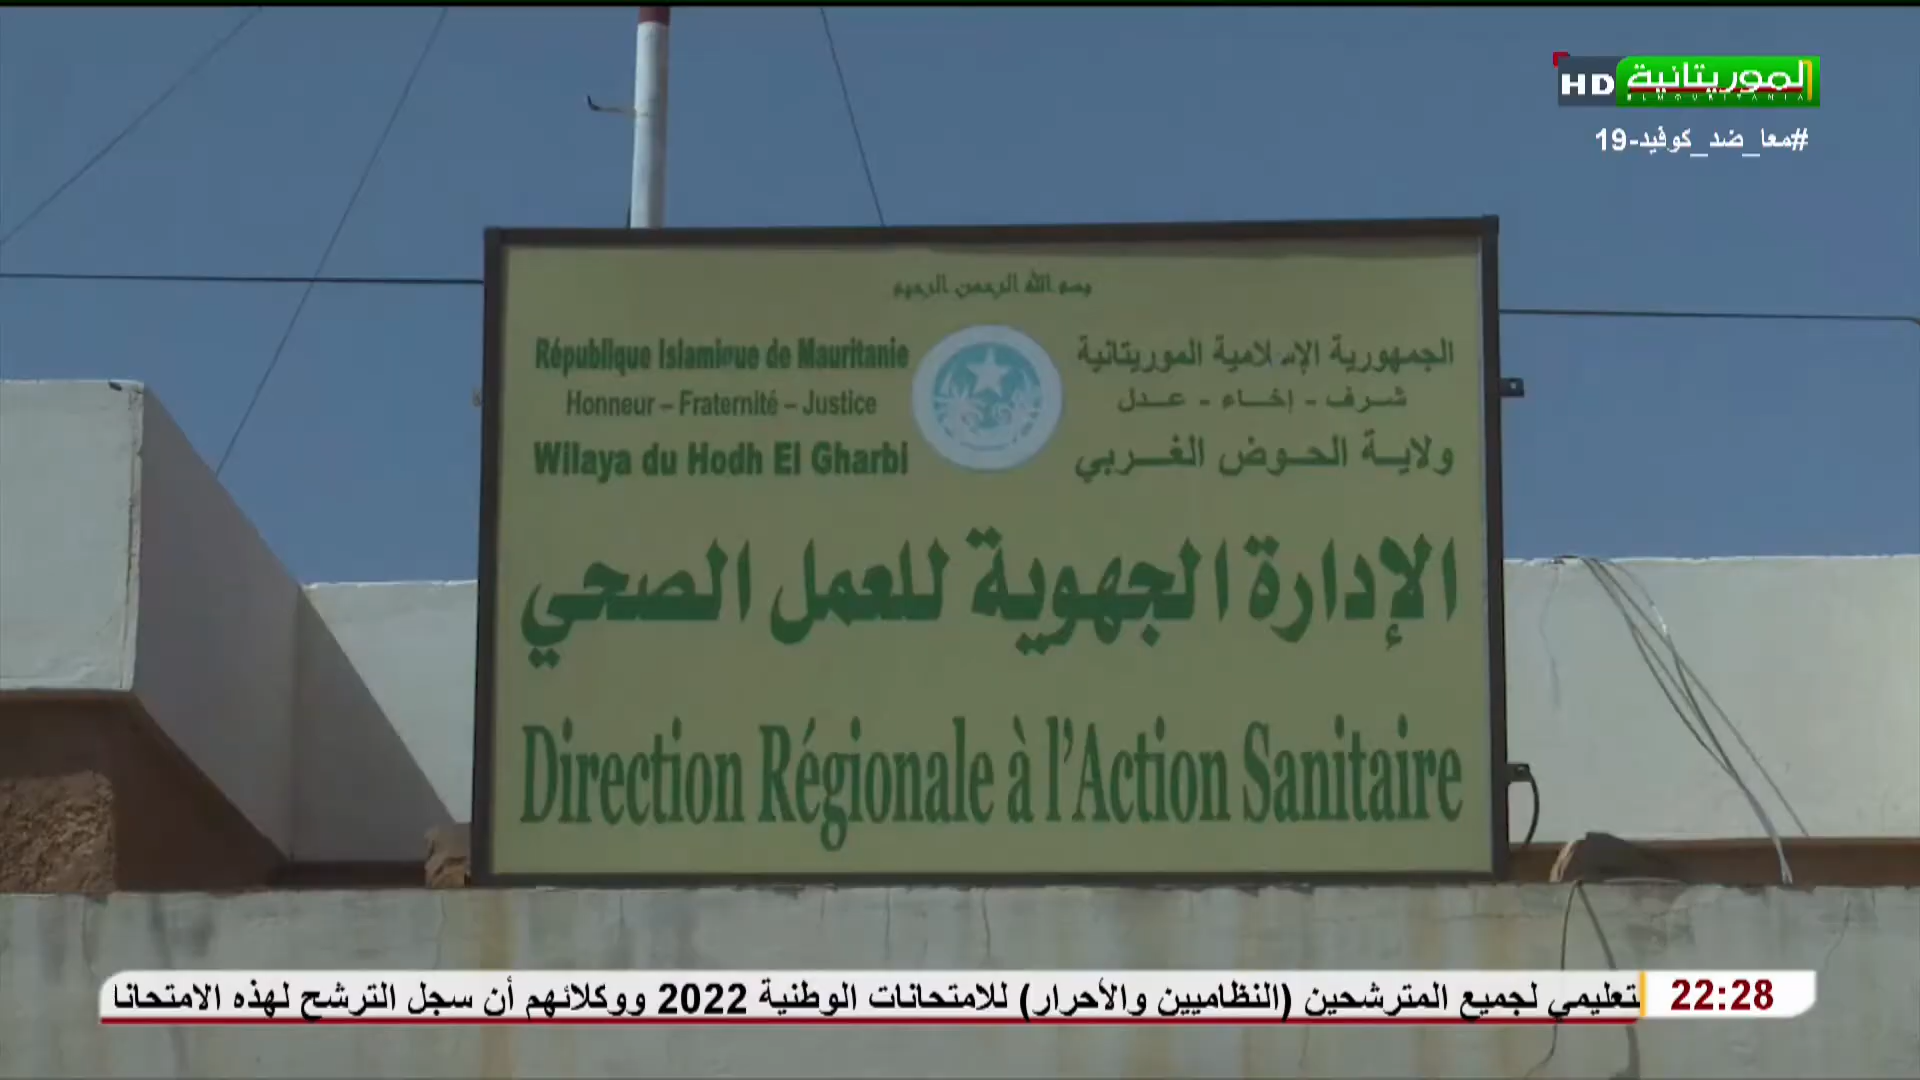 الموريتانية
HD
ELMOURITANIA
#معا_ضد_كوفيد-19
بسم الله الرحمن الرحيم
الجمهورية الإسلامية الموريتانية
شرف - إخاء - عدل
ولاية الحوض الغربي
République Islamique de Mauritanie
Honneur – Fraternité – Justice
Wilaya du Hodh El Gharbi
الإدارة الجهوية للعمل الصحي
Direction Régionale à l'Action Sanitaire
22:28
تعليمي لجميع المترشحين (النظاميين والأحرار) للامتحانات الوطنية 2022 ووكلائهم أن سجل الترشح لهذه الامتحانا